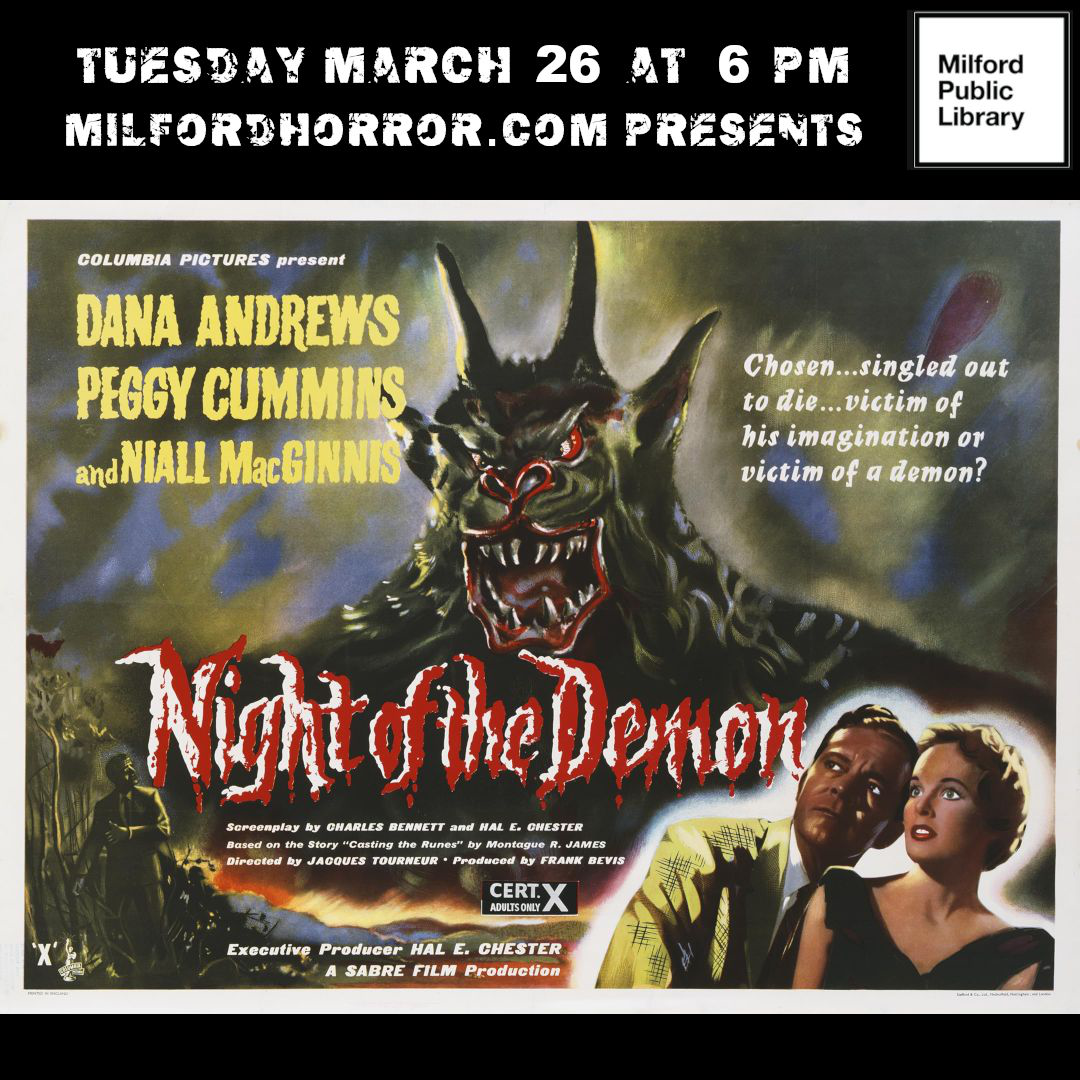 TUESDAY MARCH 26 AT 6 PM
MILFORDHORROR.COM PRESENTS
Milford
Public
Library
COLUMBIA PICTURES present
DANA ANDREWS
PEGGY CUMMINS
and NIALL MacGINNIS
Chosen...singled out
to die...victim of
his imagination or
victim of a demon?
Night of the Demon
Screenplay by CHARLES BENNETT and HAL E. CHESTER
Based on the Story "Casting the Runes" by Montague R. JAMES
Directed by JACQUES TOURNEUR • Produced by FRANK BEVIS
CERT. X
ADULTS ONLY
Executive Producer HAL E. CHESTER
A SABRE FILM Production
'X'
PRINTED IN ENGLAND